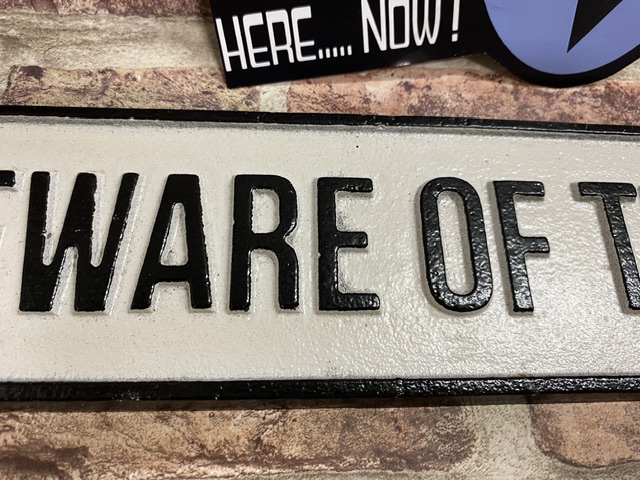 HERE..... NOW!
WARE OF T